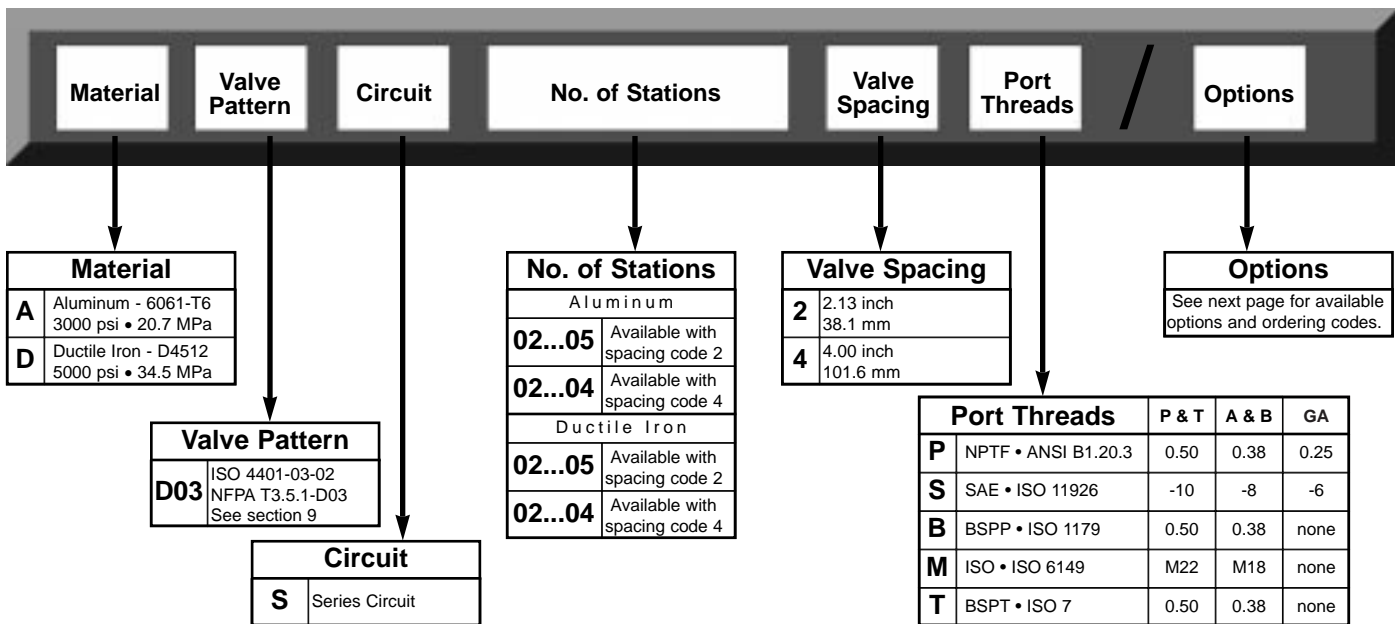 Material
Valve
Pattern
Circuit
No. of Stations
Valve
Spacing
Port
Threads
/
Options
Material
A Aluminum - 6061-T6
3000 psi • 20.7 MPa
D Ductile Iron - D4512
5000 psi • 34.5 MPa
Valve Pattern
D03 ISO 4401-03-02
NFPA T3.5.1-D03
See section 9
Circuit
S Series Circuit
No. of Stations
Aluminum
02...05 Available with
spacing code 2
02...04 Available with
spacing code 4
Ductile Iron
02...05 Available with
spacing code 2
02...04 Available with
spacing code 4
Valve Spacing
2 2.13 inch
38.1 mm
4 4.00 inch
101.6 mm
Options
See next page for available
options and ordering codes.
Port Threads P & T A & B GA
P NPTF • ANSI B1.20.3 0.50 0.38 0.25
S SAE • ISO 11926 -10 -8 -6
B BSPP • ISO 1179 0.50 0.38 none
M ISO • ISO 6149 M22 M18 none
T BSPT • ISO 7 0.50 0.38 none